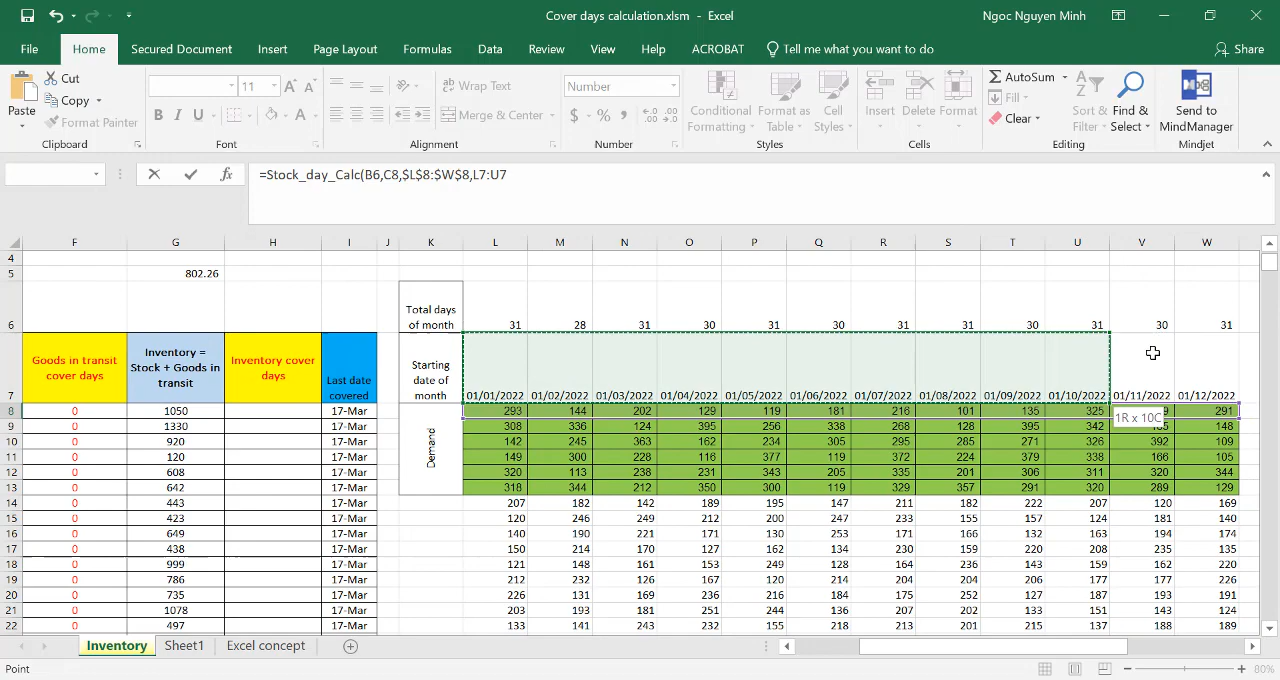 Cover days calculation.xlsm - Excel
Ngoc Nguyen Minh
File Home Secured Document Insert Page Layout Formulas Data Review View Help ACROBAT Tell me what you want to do Share
Paste Cut Copy Format Painter
11
B I U A
Wrap Text
Merge & Center
Number
$ % ,
Conditional Formatting Format as Table Cell Styles
Insert Delete Format
AutoSum Fill Clear
Sort & Filter Find & Select
Send to MindManager
Clipboard Font Alignment Number Styles Cells Editing Mindjet
fx =Stock_day_Calc(B6,C8,$L$8:$W$8,L7:U7
F G H I J K L M N O P Q R S T U V W
4
5 802.26
6 Total days of month 31 28 31 30 31 30 31 31 30 31 30 31
7 Goods in transit cover days Inventory = Stock + Goods in transit Inventory cover days Last date covered Starting date of month 01/01/2022 01/02/2022 01/03/2022 01/04/2022 01/05/2022 01/06/2022 01/07/2022 01/08/2022 01/09/2022 01/10/2022 01/11/2022 01/12/2022
8 0 1050 17-Mar 293 144 202 129 119 181 216 101 135 325 9 291
1R x 10C
Demand
9 0 1330 17-Mar 308 336 124 395 256 338 268 128 395 342 148
10 0 920 17-Mar 142 245 363 162 234 305 295 285 271 326 392 109
11 0 120 17-Mar 149 300 228 116 377 119 372 224 379 338 166 105
12 0 608 17-Mar 320 113 238 231 343 205 335 201 306 311 320 344
13 0 642 17-Mar 318 344 212 350 300 119 329 357 291 320 289 129
14 0 443 17-Mar 207 182 142 189 195 147 211 182 222 207 120 169
15 0 423 17-Mar 120 246 249 212 200 247 233 155 157 124 181 140
16 0 649 17-Mar 140 190 221 171 130 253 171 166 132 163 194 174
17 0 438 17-Mar 150 214 170 127 162 134 230 159 220 208 235 135
18 0 999 17-Mar 121 148 161 153 249 128 164 236 143 159 162 220
19 0 786 17-Mar 212 232 126 167 120 214 204 204 206 177 177 226
20 0 735 17-Mar 226 131 169 236 216 184 175 252 127 187 193 191
21 0 1078 17-Mar 203 193 181 251 244 136 207 202 133 151 143 124
22 0 497 17-Mar 133 141 243 232 155 218 213 201 215 137 188 189
Inventory Sheet1 Excel concept
Point 80%